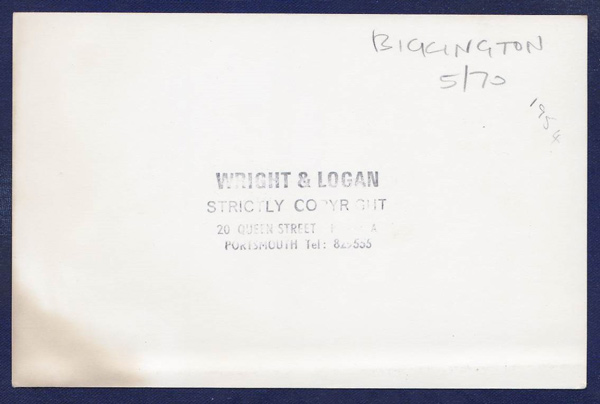 BICKINGTON
5/70
1954
WRIGHT & LOGAN
STRICTLY COPYRIGHT
20 QUEEN STREET
PORTSMOUTH Tel: